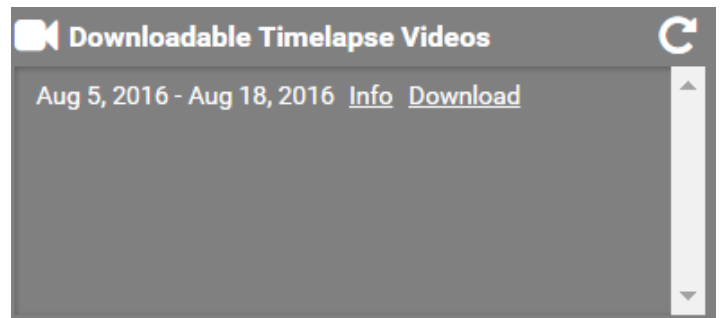 Downloadable Timelapse Videos
Aug 5, 2016 - Aug 18, 2016 Info Download